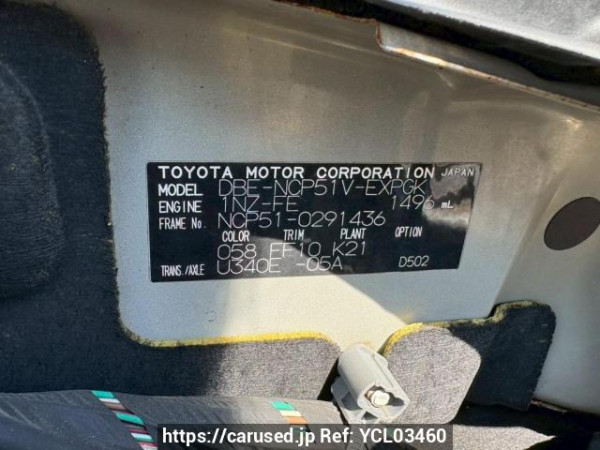 TOYOTA MOTOR CORPORATION JAPAN
MODEL DBE-NCP51V-EXPGK
ENGINE 1NZ-FE 1496 mL
FRAME No. NCP51-0291436
COLOR TRIM PLANT OPTION
058 EF10 K21
TRANS./AXLE U340E -05A D502
https://carused.jp Ref: YCL03460